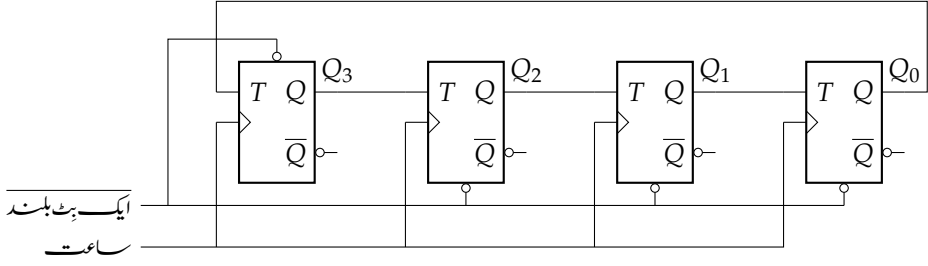 Q₃ Q₂ Q₁ Q₀
T Q T Q T Q T Q
Q̅ Q̅ Q̅ Q̅
ایک بِٹ بلند
ساعت